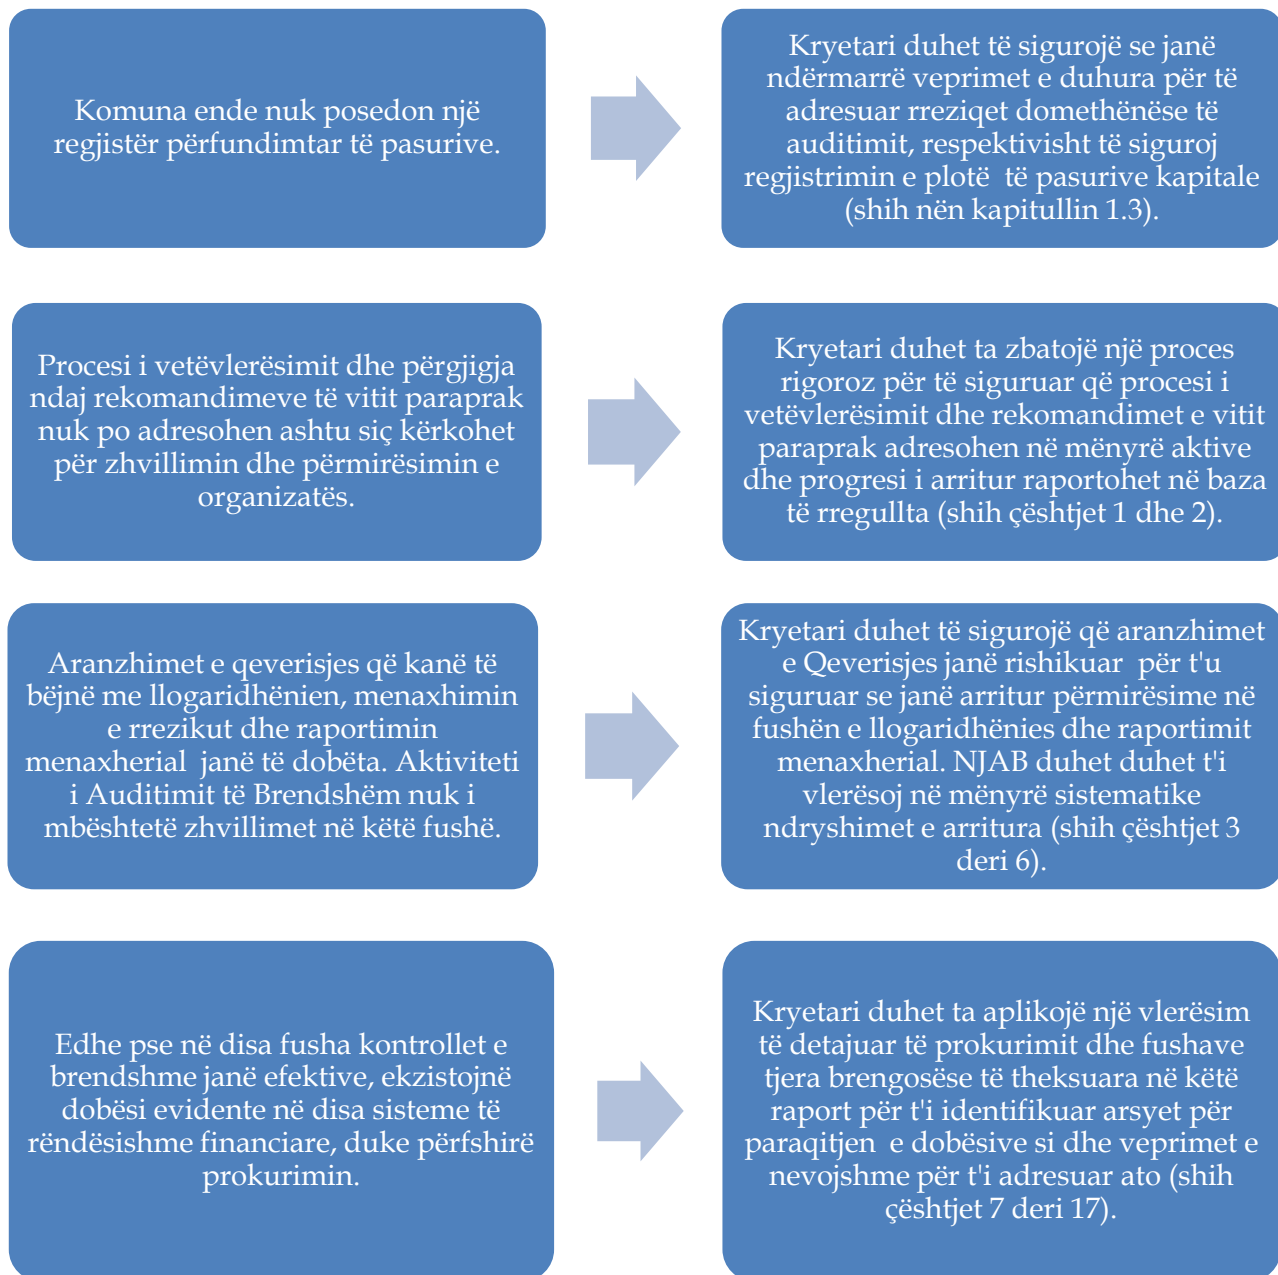 Komuna ende nuk posedon një
regjistër përfundimtar të pasurive.
Kryetari duhet të sigurojë se janë
ndërmarrë veprimet e duhura për të
adresuar rreziqet domethënëse të
auditimit, respektivisht të siguroj
regjistrimin e plotë të pasurive kapitale
(shih nën kapitullin 1.3).
Procesi i vetëvlerësimit dhe përgjigja
ndaj rekomandimeve të vitit paraprak
nuk po adresohen ashtu siç kërkohet
për zhvillimin dhe përmirësimin e
organizatës.
Kryetari duhet ta zbatojë një proces
rigoroz për të siguruar që procesi i
vetëvlerësimit dhe rekomandimet e vitit
paraprak adresohen në mënyrë aktive
dhe progresi i arritur raportohet në baza
të rregullta (shih çështjet 1 dhe 2).
Aranzhimet e qeverisjes që kanë të
bëjnë me llogaridhënien, menaxhimin
e rrezikut dhe raportimin
menaxherial janë të dobëta. Aktiviteti
i Auditimit të Brendshëm nuk i
mbështetë zhvillimet në këtë fushë.
Kryetari duhet të sigurojë që aranzhimet
e Qeverisjes janë rishikuar për t'u
siguruar se janë arritur përmirësime në
fushën e llogaridhënies dhe raportimit
menaxherial. NJAB duhet duhet t'i
vlerësoj në mënyrë sistematike
ndryshimet e arritura (shih çështjet 3
deri 6).
Edhe pse në disa fusha kontrollet e
brendshme janë efektive, ekzistojnë
dobësi evidente në disa sisteme të
rëndësishme financiare, duke përfshirë
prokurimin.
Kryetari duhet ta aplikojë një vlerësim
të detajuar të prokurimit dhe fushave
tjera brengosëse të theksuara në këtë
raport për t'i identifikuar arsyet për
paraqitjen e dobësive si dhe veprimet e
nevojshme për t'i adresuar ato (shih
çështjet 7 deri 17).